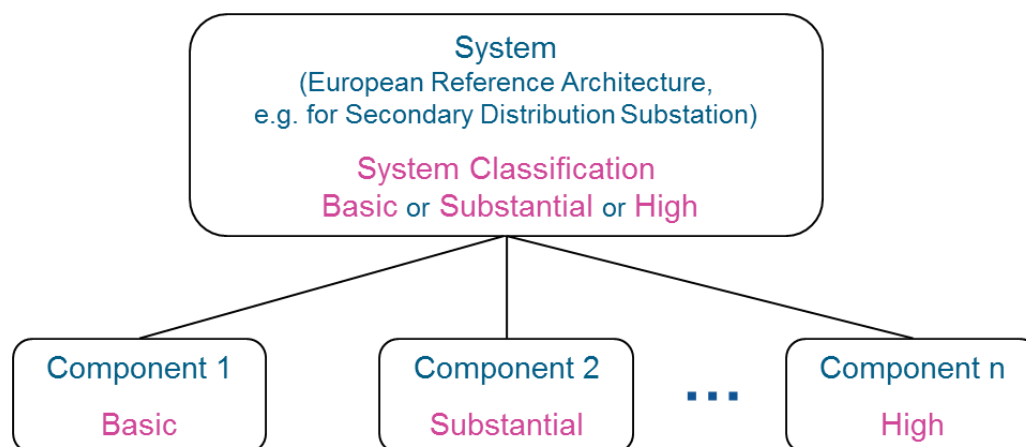 System
(European Reference Architecture,
e.g. for Secondary Distribution Substation)
System Classification
Basic or Substantial or High
Component 1
Basic
Component 2
Substantial
...
Component n
High